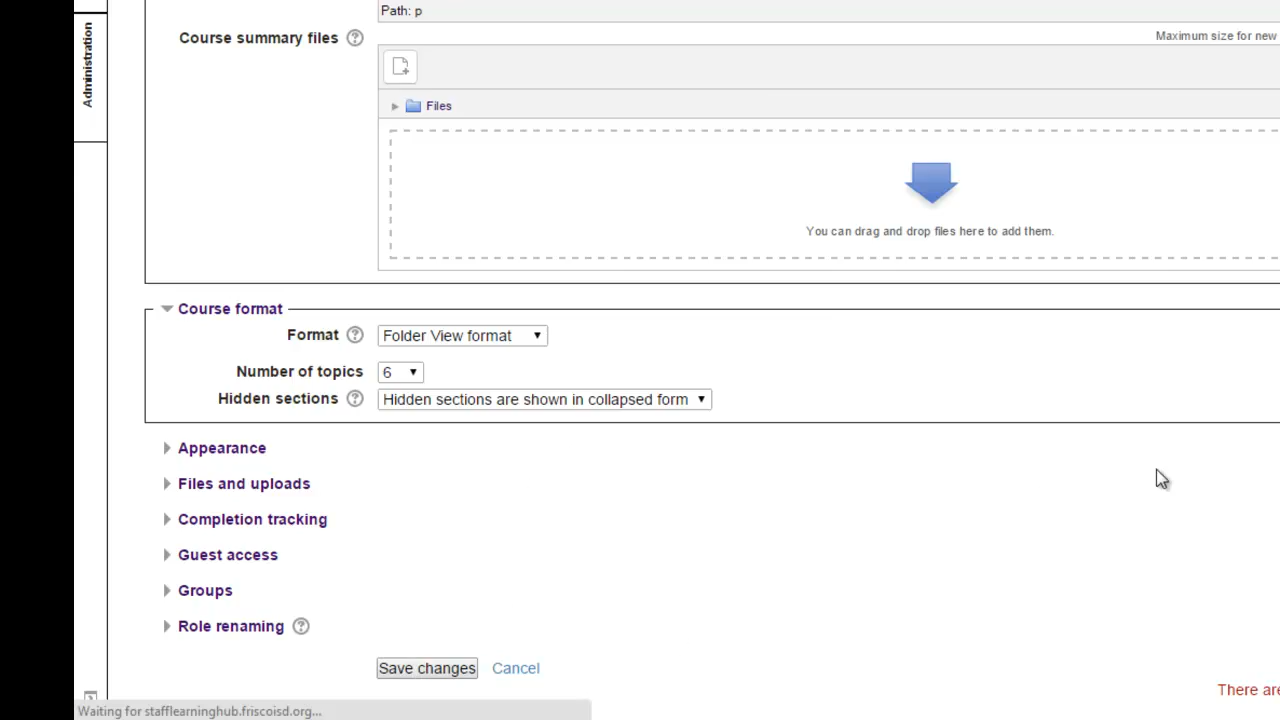 Path: p
Administration
Course summary files
Maximum size for new
Files
You can drag and drop files here to add them.
Course format
Format Folder View format
Number of topics 6
Hidden sections Hidden sections are shown in collapsed form
Appearance
Files and uploads
Completion tracking
Guest access
Groups
Role renaming
Save changes Cancel
There are
Waiting for stafflearninghub.friscoisd.org...